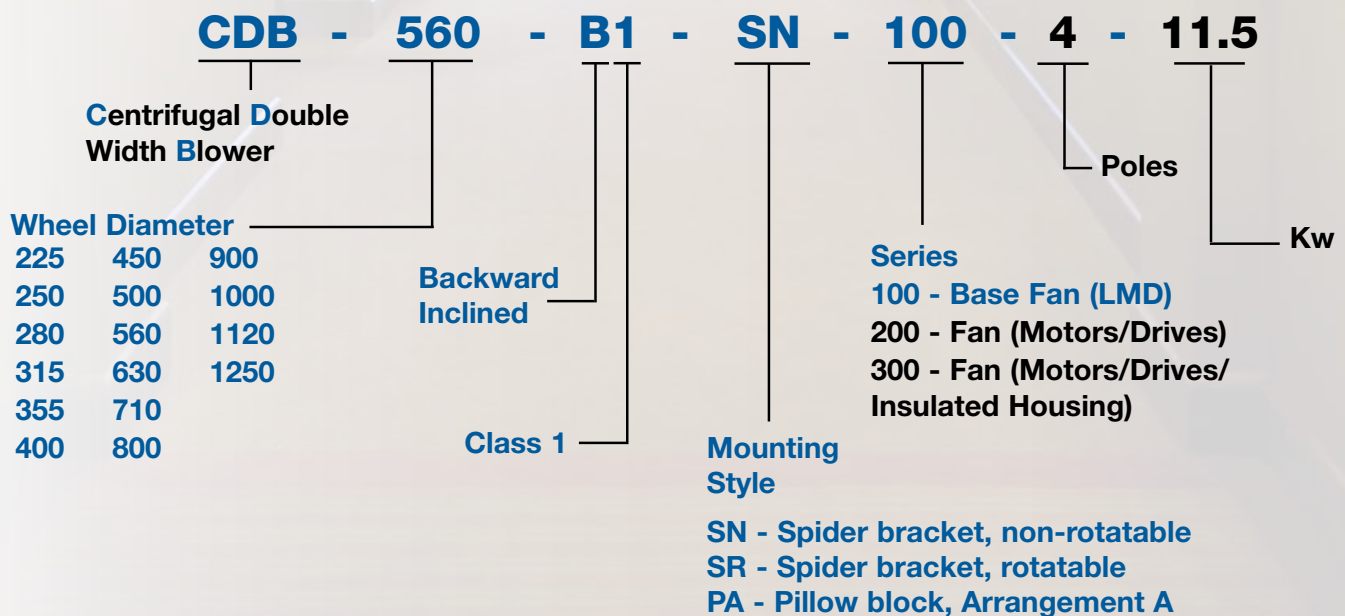 CDB - 560 - B1 - SN - 100 - 4 - 11.5
Centrifugal Double
Width Blower
Poles
Kw
Wheel Diameter
225 450 900
250 500 1000
280 560 1120
315 630 1250
355 710
400 800
Backward
Inclined
Class 1
Series
100 - Base Fan (LMD)
200 - Fan (Motors/Drives)
300 - Fan (Motors/Drives/
Insulated Housing)
Mounting
Style
SN - Spider bracket, non-rotatable
SR - Spider bracket, rotatable
PA - Pillow block, Arrangement A